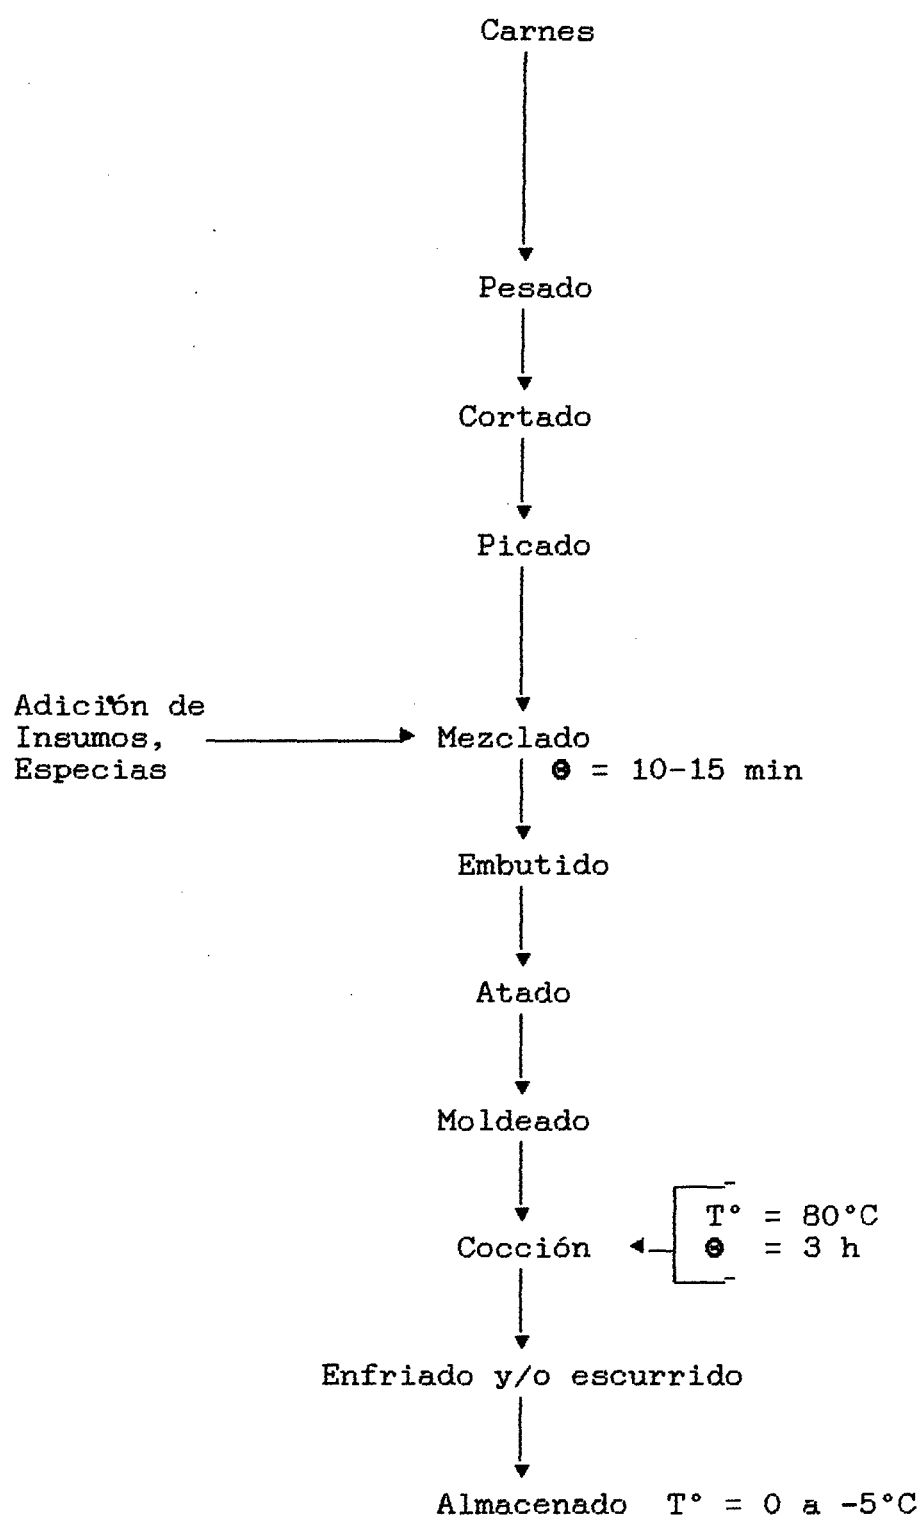 Carnes
Pesado
Cortado
Picado
Adición de
Insumos,
Especias
Mezclado
Θ = 10-15 min
Embutido
Atado
Moldeado
Cocción
T° = 80°C
Θ = 3 h
Enfriado y/o escurrido
Almacenado T° = 0 a -5°C